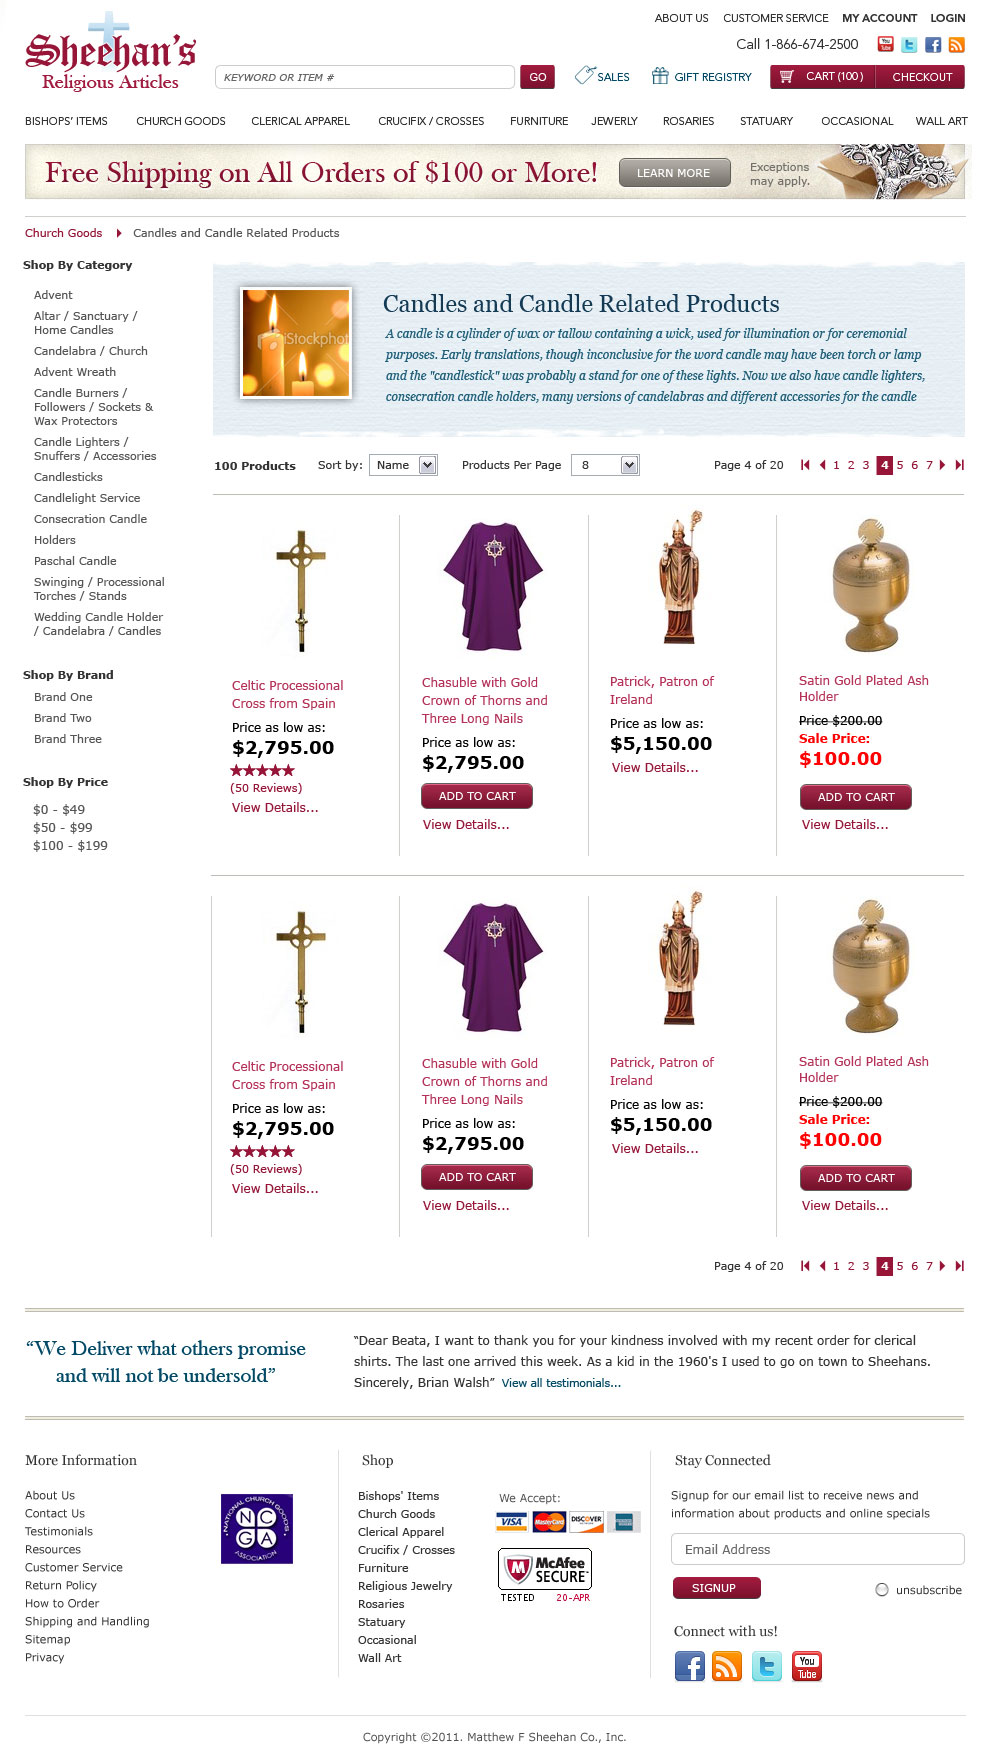 ABOUT US CUSTOMER SERVICE MY ACCOUNT LOGIN
Sheehan's
Religious Articles
Call 1-866-674-2500 You Tube
KEYWORD OR ITEM # GO SALES GIFT REGISTRY CART (100) CHECKOUT
BISHOPS' ITEMS CHURCH GOODS CLERICAL APPAREL CRUCIFIX / CROSSES FURNITURE JEWERLY ROSARIES STATUARY OCCASIONAL WALL ART
Free Shipping on All Orders of $100 or More! LEARN MORE Exceptions
may apply.
Church Goods Candles and Candle Related Products
Shop By Category
Advent
Altar / Sanctuary /
Home Candles
Candelabra / Church
Advent Wreath
Candle Burners /
Followers / Sockets &
Wax Protectors
Candle Lighters /
Snuffers / Accessories
Candlesticks
Candlelight Service
Consecration Candle
Holders
Paschal Candle
Swinging / Processional
Torches / Stands
Wedding Candle Holder
/ Candelabra / Candles
Shop By Brand
Brand One
Brand Two
Brand Three
Shop By Price
$0 - $49
$50 - $99
$100 - $199
iStockphot
Candles and Candle Related Products
A candle is a cylinder of wax or tallow containing a wick, used for illumination or for ceremonial
purposes. Early translations, though inconclusive for the word candle may have been torch or lamp
and the "candlestick" was probably a stand for one of these lights. Now we also have candle lighters,
consecration candle holders, many versions of candelabras and different accessories for the candle
100 Products Sort by: Name Products Per Page 8 Page 4 of 20 1 2 3 4 5 6 7
Celtic Processional
Cross from Spain
Price as low as:
$2,795.00
(50 Reviews)
View Details...
Chasuble with Gold
Crown of Thorns and
Three Long Nails
Price as low as:
$2,795.00
ADD TO CART
View Details...
Patrick, Patron of
Ireland
Price as low as:
$5,150.00
View Details...
Satin Gold Plated Ash
Holder
Price $200.00
Sale Price:
$100.00
ADD TO CART
View Details...
Celtic Processional
Cross from Spain
Price as low as:
$2,795.00
(50 Reviews)
View Details...
Chasuble with Gold
Crown of Thorns and
Three Long Nails
Price as low as:
$2,795.00
ADD TO CART
View Details...
Patrick, Patron of
Ireland
Price as low as:
$5,150.00
View Details...
Satin Gold Plated Ash
Holder
Price $200.00
Sale Price:
$100.00
ADD TO CART
View Details...
Page 4 of 20 1 2 3 4 5 6 7
“We Deliver what others promise
and will not be undersold”
“Dear Beata, I want to thank you for your kindness involved with my recent order for clerical
shirts. The last one arrived this week. As a kid in the 1960's I used to go on town to Sheehans.
Sincerely, Brian Walsh” View all testimonials...
More Information
About Us
Contact Us
Testimonials
Resources
Customer Service
Return Policy
How to Order
Shipping and Handling
Sitemap
Privacy
NATIONAL CHURCH GOODS
NC
GA
ASSOCIATION
Shop
Bishops' Items
Church Goods
Clerical Apparel
Crucifix / Crosses
Furniture
Religious Jewelry
Rosaries
Statuary
Occasional
Wall Art
We Accept:
VISA MasterCard DISCOVER
McAfee
SECURE
TESTED 20-APR
Stay Connected
Signup for our email list to receive news and
information about products and online specials
Email Address
SIGNUP unsubscribe
Connect with us!
You
Tube
Copyright ©2011. Matthew F Sheehan Co., Inc.